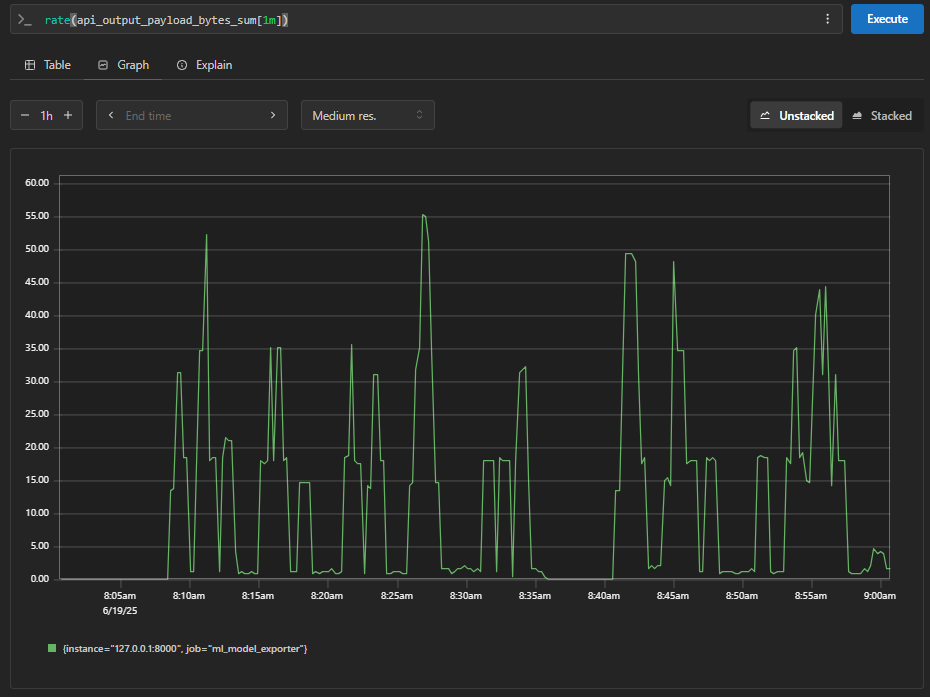 >_ rate(api_output_payload_bytes_sum[1m])
Execute
Table Graph Explain
− 1h + < End time > Medium res. Unstacked Stacked
60.00
55.00
50.00
45.00
40.00
35.00
30.00
25.00
20.00
15.00
10.00
5.00
0.00
8:05am 8:10am 8:15am 8:20am 8:25am 8:30am 8:35am 8:40am 8:45am 8:50am 8:55am 9:00am
6/19/25
{instance="127.0.0.1:8000", job="ml_model_exporter"}